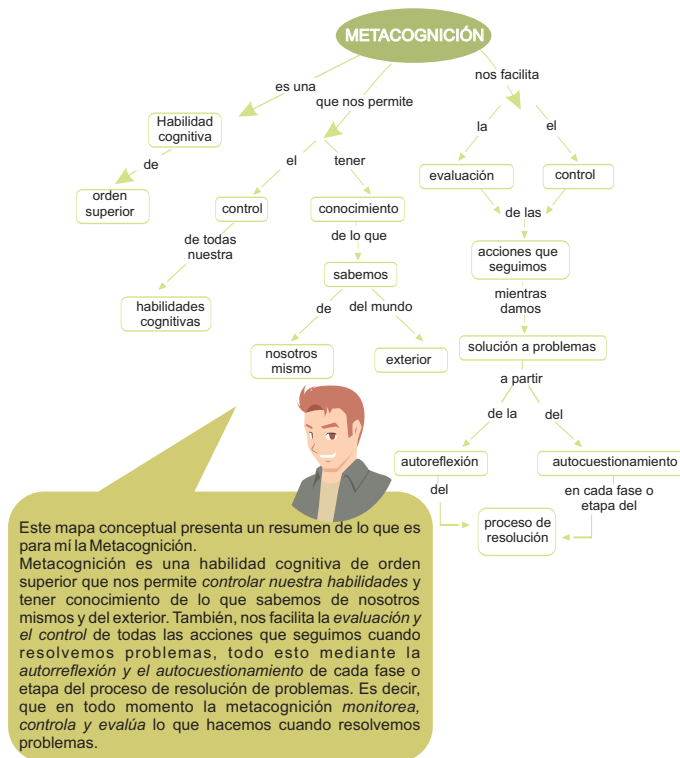 METACOGNICIÓN
es una
que nos permite
nos facilita
Habilidad
cognitiva
de
orden
superior
el
tener
control
conocimiento
de todas
nuestra
de lo que
habilidades
cognitivas
sabemos
de
del mundo
nosotros
mismo
exterior
la
el
evaluación
control
de las
acciones que
seguimos
mientras
damos
solución a problemas
a partir
de la
del
autoreflexión
autocuestionamiento
del
en cada fase o
etapa del
proceso de
resolución
Este mapa conceptual presenta un resumen de lo que es
para mí la Metacognición.
Metacognición es una habilidad cognitiva de orden
superior que nos permite controlar nuestra habilidades y
tener conocimiento de lo que sabemos de nosotros
mismos y del exterior. También, nos facilita la evaluación y
el control de todas las acciones que seguimos cuando
resolvemos problemas, todo esto mediante la
autorreflexión y el autocuestionamiento de cada fase o
etapa del proceso de resolución de problemas. Es decir,
que en todo momento la metacognición monitorea,
controla y evalúa lo que hacemos cuando resolvemos
problemas.